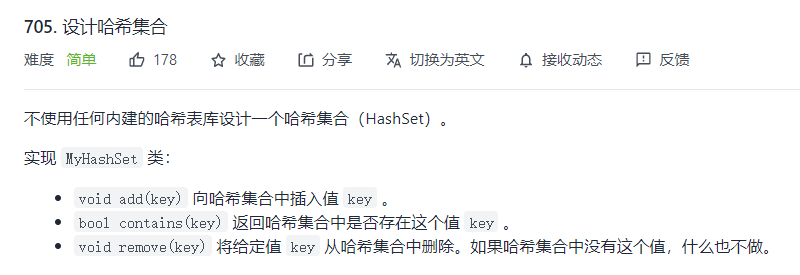 705. 设计哈希集合
难度 简单 178 收藏 分享 切换为英文 接收动态 反馈
不使用任何内建的哈希表库设计一个哈希集合（HashSet）。
实现 MyHashSet 类：
• void add(key) 向哈希集合中插入值 key 。
• bool contains(key) 返回哈希集合中是否存在这个值 key 。
• void remove(key) 将给定值 key 从哈希集合中删除。如果哈希集合中没有这个值，什么也不做。